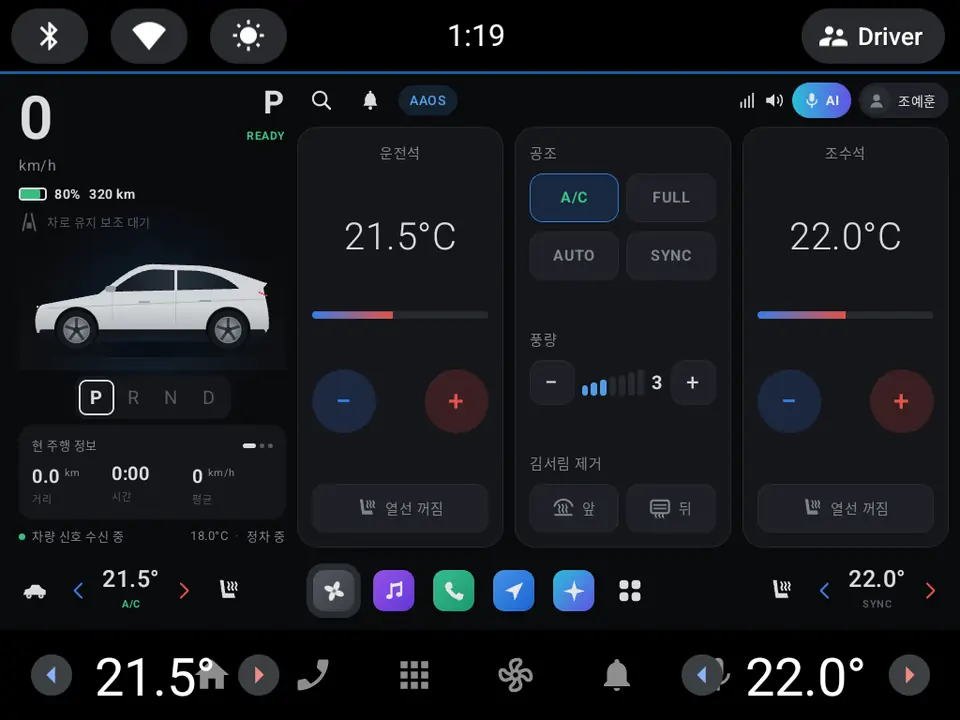 1:19
Driver
0
P
READY
km/h
80% 320 km
차로 유지 보조 대기
P R N D
현 주행 정보
0.0 km
거리
0:00
시간
0 km/h
평균
차량 신호 수신 중
18.0°C · 정차 중
AAOS
AI
조예훈
운전석
21.5°C
− +
열선 꺼짐
공조
A/C FULL
AUTO SYNC
풍량
− 3 +
김서림 제거
앞 뒤
조수석
22.0°C
− +
열선 꺼짐
21.5°
A/C
22.0°
SYNC
21.5°
22.0°